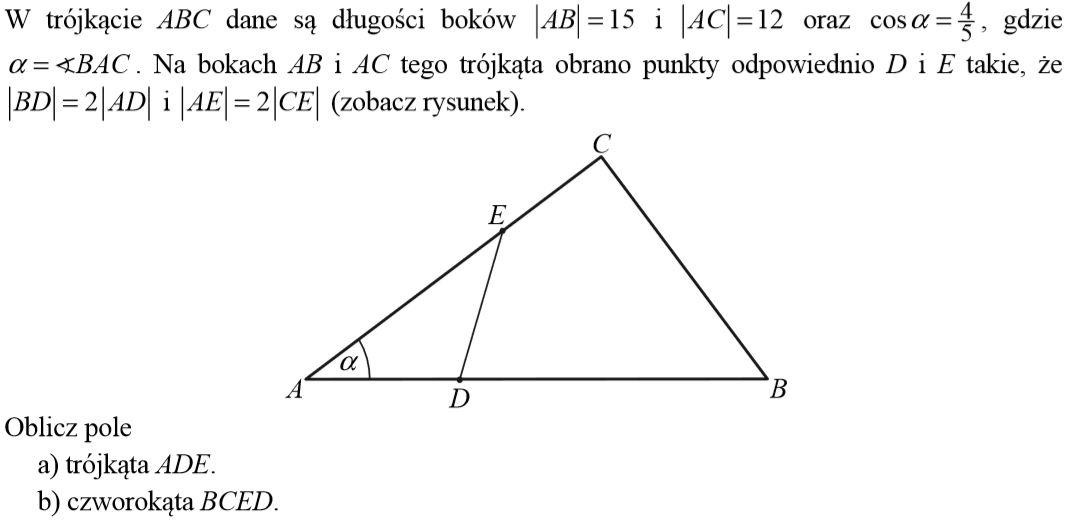 W trójkącie ABC dane są długości boków |AB| = 15 i |AC| = 12 oraz cos α = 4/5, gdzie
α = ∢BAC. Na bokach AB i AC tego trójkąta obrano punkty odpowiednio D i E takie, że
|BD| = 2|AD| i |AE| = 2|CE| (zobacz rysunek).
C
E
α
A
D
B
Oblicz pole
a) trójkąta ADE.
b) czworokąta BCED.